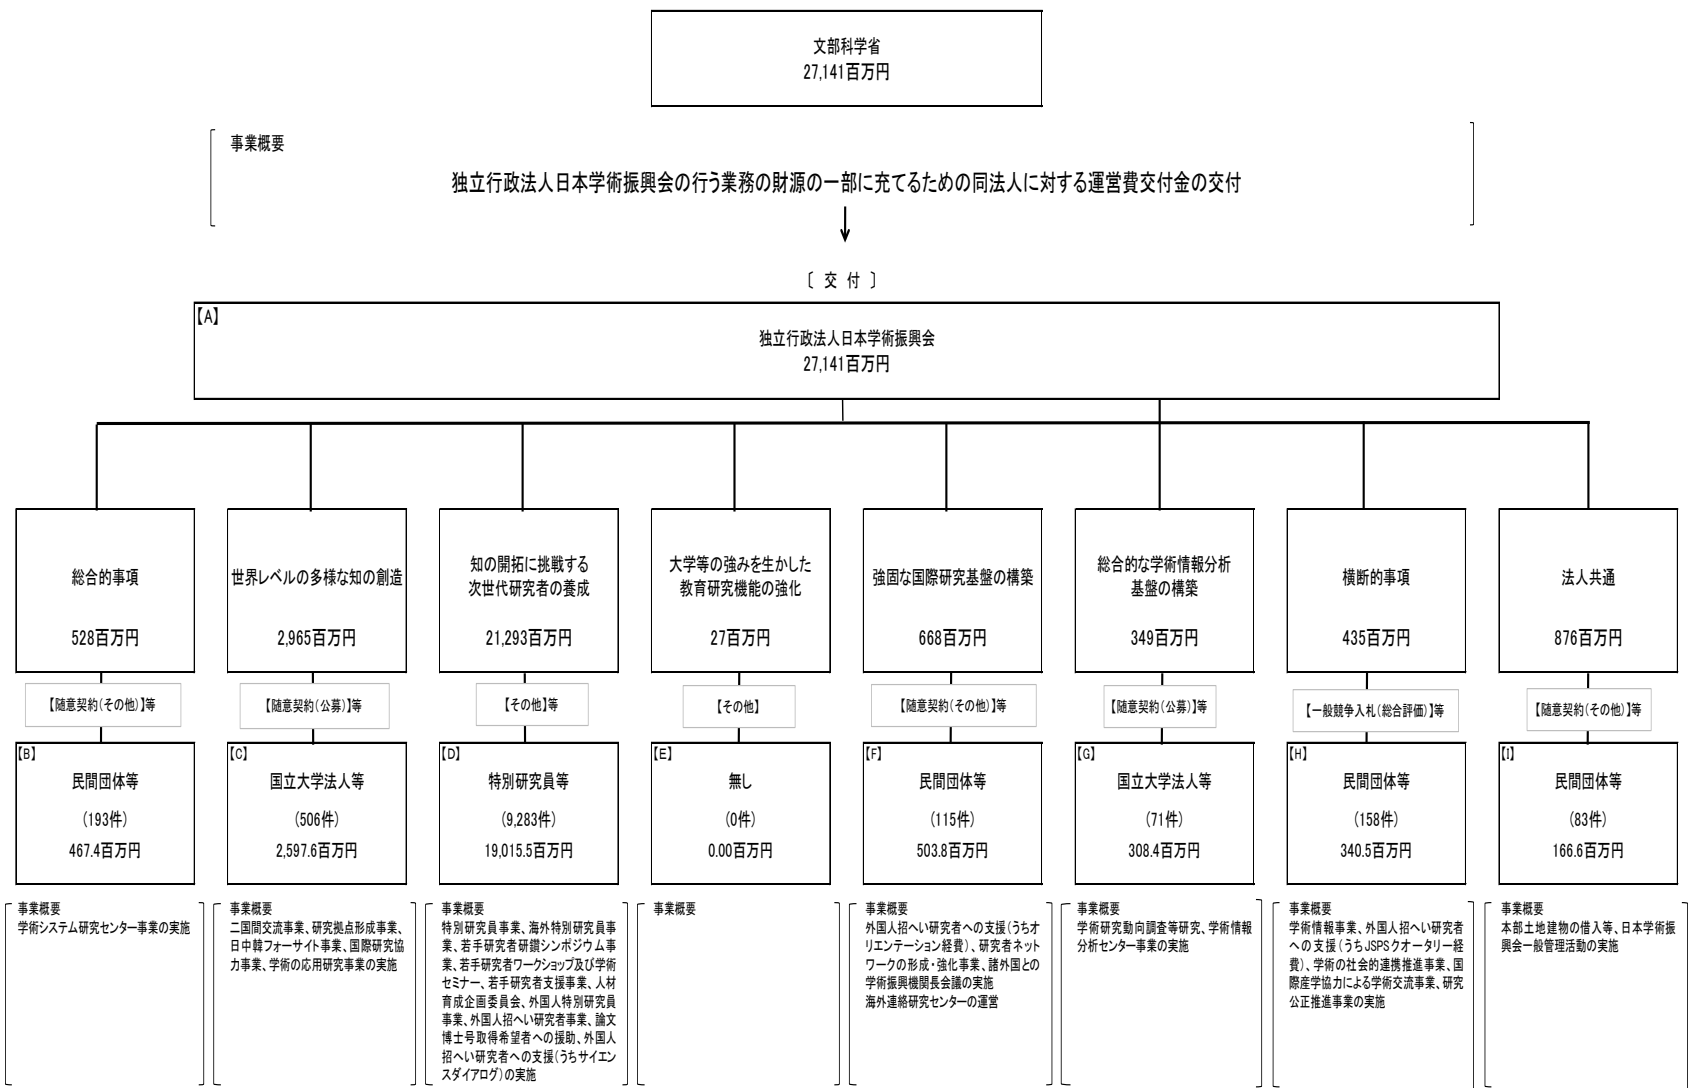 文部科学省
27,141百万円
事業概要
独立行政法人日本学術振興会の行う業務の財源の一部に充てるための同法人に対する運営費交付金の交付
〔 交 付 〕
【A】
独立行政法人日本学術振興会
27,141百万円
総合的事項
528百万円
世界レベルの多様な知の創造
2,965百万円
知の開拓に挑戦する
次世代研究者の養成
21,293百万円
大学等の強みを生かした
教育研究機能の強化
27百万円
強固な国際研究基盤の構築
668百万円
総合的な学術情報分析
基盤の構築
349百万円
横断的事項
435百万円
法人共通
876百万円
【随意契約(その他)】等
【随意契約(公募)】等
【その他】等
【その他】
【随意契約(その他)】等
【随意契約(公募)】等
【一般競争入札(総合評価)】等
【随意契約(その他)】等
【B】
民間団体等
(193件)
467.4百万円
【C】
国立大学法人等
(506件)
2,597.6百万円
【D】
特別研究員等
(9,283件)
19,015.5百万円
【E】
無し
(0件)
0.00百万円
【F】
民間団体等
(115件)
503.8百万円
【G】
国立大学法人等
(71件)
308.4百万円
【H】
民間団体等
(158件)
340.5百万円
【I】
民間団体等
(83件)
166.6百万円
事業概要
学術システム研究センター事業の実施
事業概要
二国間交流事業、研究拠点形成事業、
日中韓フォーサイト事業、国際研究協
力事業、学術の応用研究事業の実施
事業概要
特別研究員事業、海外特別研究員事
業、若手研究者研鑽シンポジウム事
業、若手研究者ワークショップ及び学術
セミナー、若手研究者支援事業、人材
育成企画委員会、外国人特別研究員
事業、外国人招へい研究者事業、論文
博士号取得希望者への援助、外国人
招へい研究者への支援(うちサイエン
スダイアログ)の実施
事業概要
事業概要
外国人招へい研究者への支援(うちオ
リエンテーション経費)、研究者ネット
ワークの形成・強化事業、諸外国との
学術振興機関長会議の実施
海外連絡研究センターの運営
事業概要
学術研究動向調査等研究、学術情報
分析センター事業の実施
事業概要
学術情報事業、外国人招へい研究者
への支援(うちJSPSクオータリー経
費)、学術の社会的連携推進事業、国
際産学協力による学術交流事業、研究
公正推進事業の実施
事業概要
本部土地建物の借入等、日本学術振
興会一般管理活動の実施